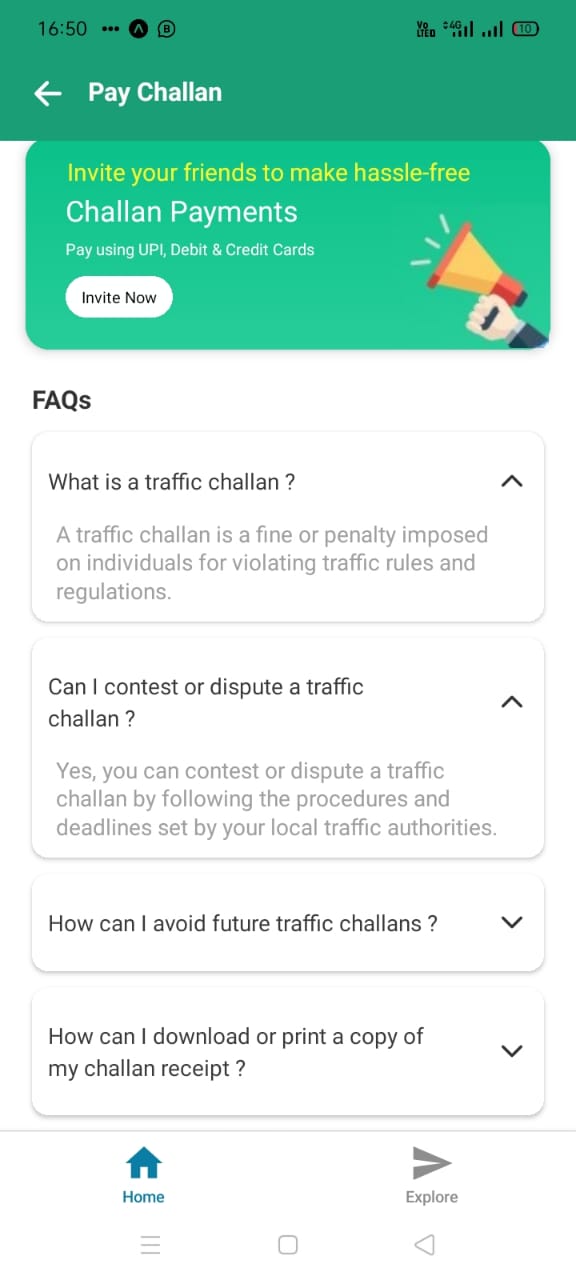 16:50
Vo
LTED
4G
10
Pay Challan
Invite your friends to make hassle-free
Challan Payments
Pay using UPI, Debit & Credit Cards
Invite Now
FAQs
What is a traffic challan ?
A traffic challan is a fine or penalty imposed
on individuals for violating traffic rules and
regulations.
Can I contest or dispute a traffic
challan ?
Yes, you can contest or dispute a traffic
challan by following the procedures and
deadlines set by your local traffic authorities.
How can I avoid future traffic challans ?
How can I download or print a copy of
my challan receipt ?
Home
Explore